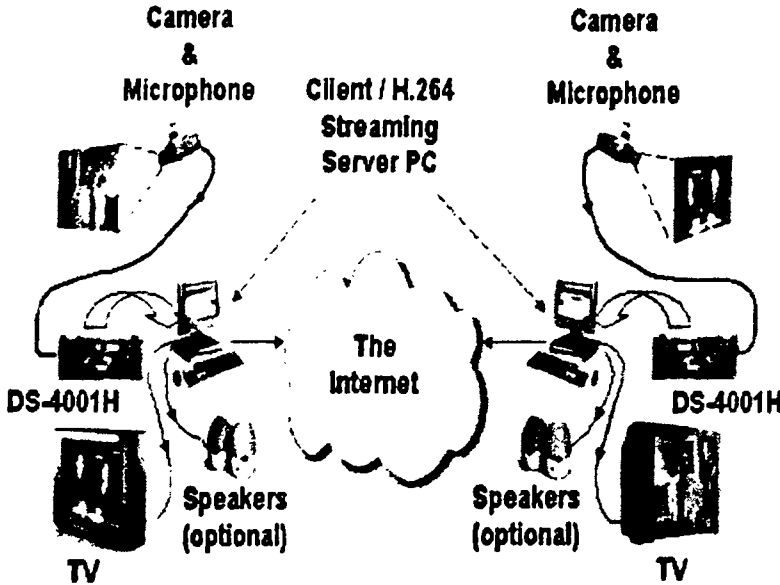 Camera
&
Microphone
Client / H.264
Streaming
Server PC
Camera
&
Microphone
The
Internet
DS-4001H
DS-4001H
Speakers
(optional)
Speakers
(optional)
TV
TV